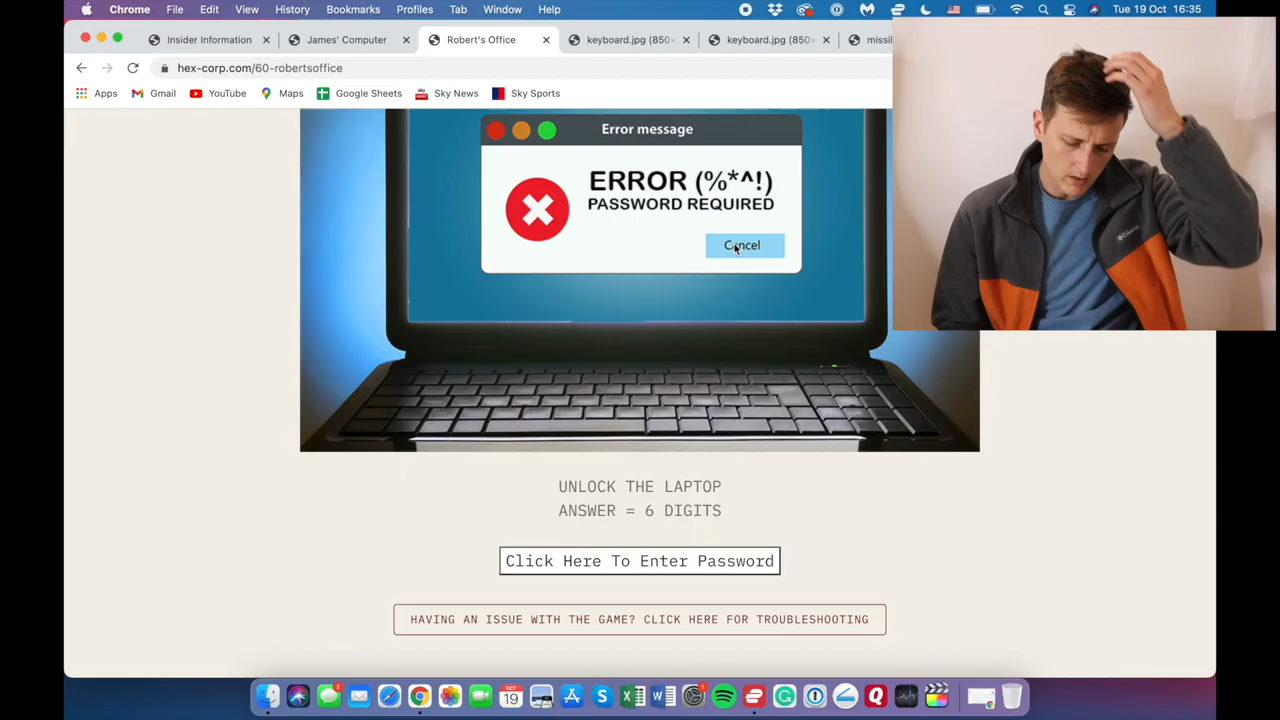 Chrome File Edit View History Bookmarks Profiles Tab Window Help Tue 19 Oct 16:35
Insider Information James' Computer Robert's Office keyboard.jpg (850× keyboard.jpg (850×
hex-corp.com/60-robertsoffice
Apps Gmail YouTube Maps Google Sheets Sky News Sky Sports
Error message
ERROR (%*^!)
PASSWORD REQUIRED
Cancel
Columbia
UNLOCK THE LAPTOP
ANSWER = 6 DIGITS
Click Here To Enter Password
HAVING AN ISSUE WITH THE GAME? CLICK HERE FOR TROUBLESHOOTING
OCT
19